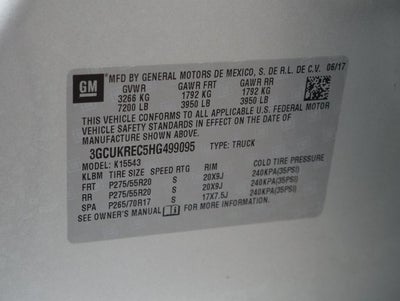 GM
MFD BY GENERAL MOTORS DE MEXICO, S. DE R.L. DE C.V. 06/17
GVWR GAWR FRT GAWR RR
3266 KG 1792 KG 1792 KG
7200 LB 3950 LB 3950 LB
THIS VEHICLE CONFORMS TO ALL APPLICABLE U.S. FEDERAL MOTOR
VEHICLE SAFETY STANDARDS IN EFFECT ON THE DATE OF
MANUFACTURE SHOWN ABOVE.
3GCUKREC5HG499095 TYPE: TRUCK
MODEL: K15543
KLBM TIRE SIZE SPEED RTG RIM COLD TIRE PRESSURE
FRT P275/55R20 S 20X9J 240KPA(35PSI)
RR P275/55R20 S 20X9J 240KPA(35PSI)
SPA P265/70R17 S 17X7.5J 240KPA(35PSI)
SEE OWNER'S MANUAL FOR MORE INFORMATION.